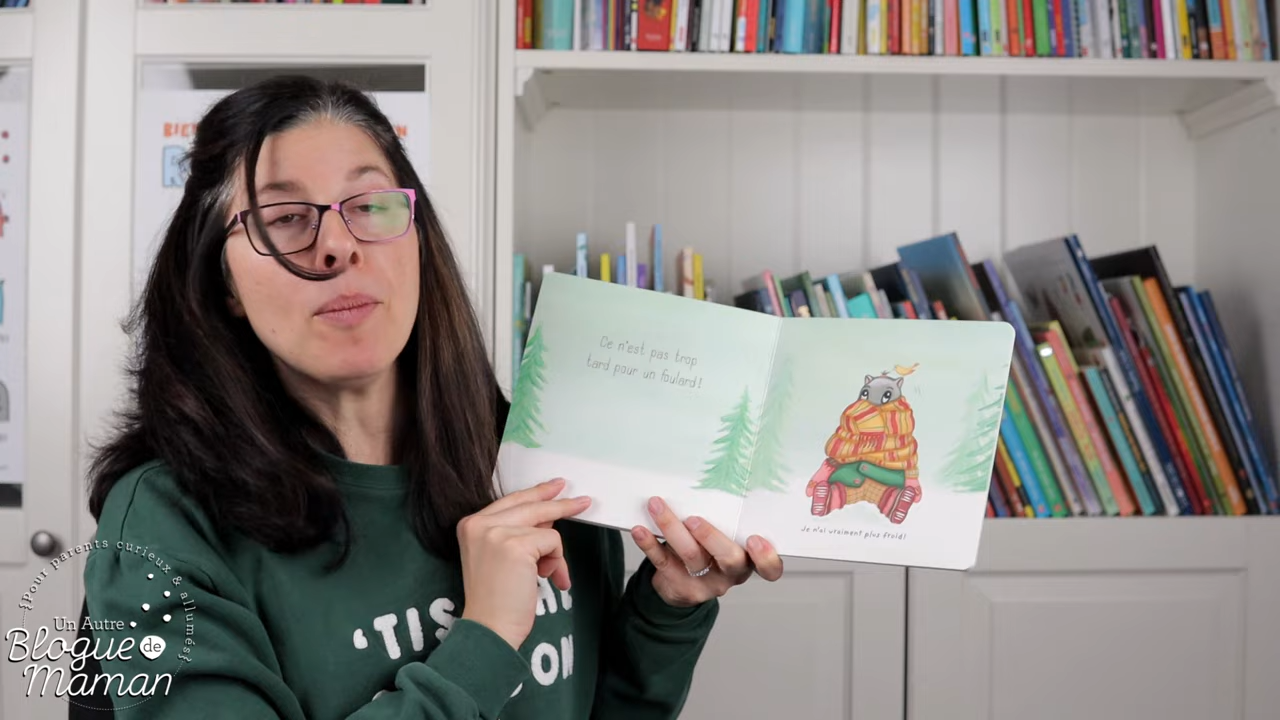 Ce n'est pas trop
tard pour un foulard!
Je n'ai vraiment plus froid!
'TIS
{Pour parents curieux & allumés}
Un Autre
Blogue de
Maman